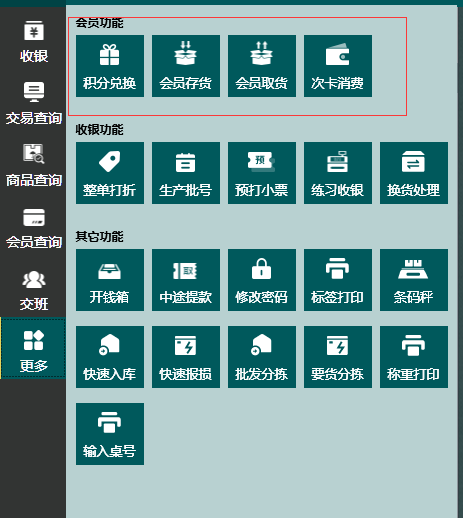 收银
交易查询
商品查询
会员查询
交班
更多
会员功能
积分兑换
会员存货
会员取货
次卡消费
收银功能
整单打折
生产批号
预
预打小票
练习收银
换货处理
其它功能
开钱箱
取
中途提款
修改密码
标签打印
条码秤
快速入库
快速报损
批发分拣
要货分拣
称重打印
输入桌号